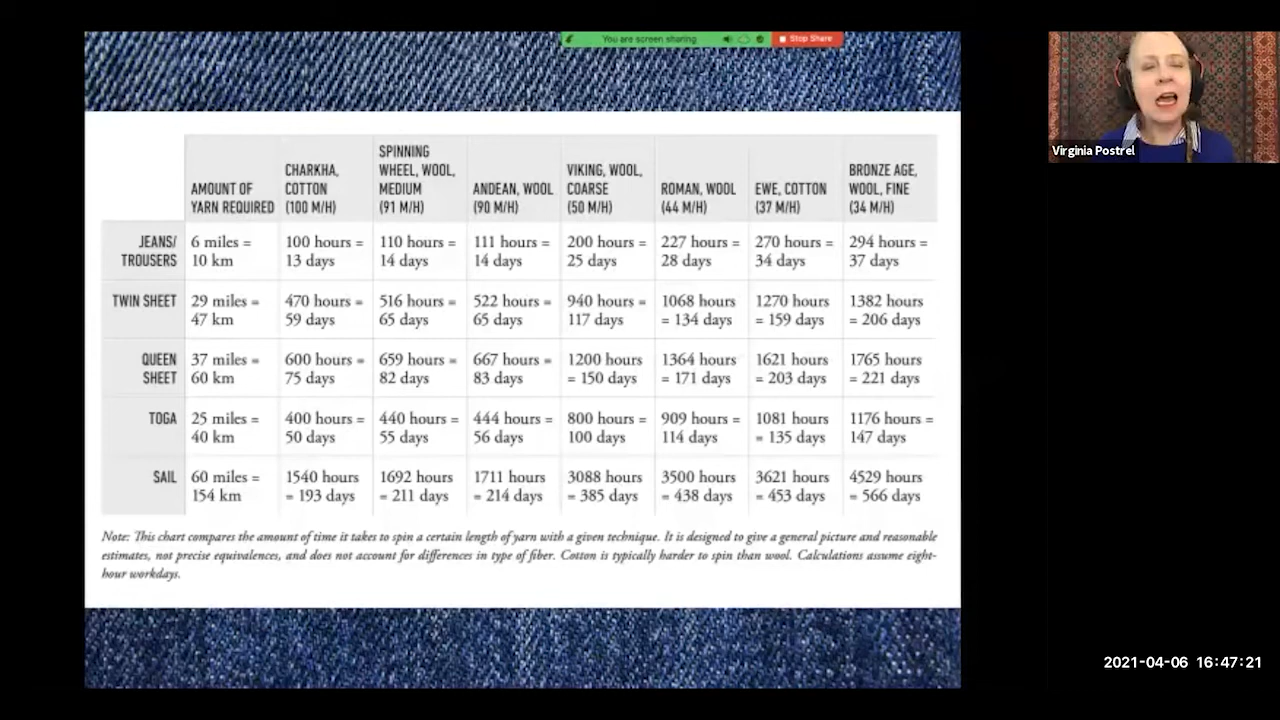 You are screen sharing
Stop Share
Virginia Postrel
AMOUNT OF
YARN REQUIRED
CHARKHA,
COTTON
(100 M/H)
SPINNING
WHEEL, WOOL,
MEDIUM
(91 M/H)
ANDEAN, WOOL
(90 M/H)
VIKING, WOOL,
COARSE
(50 M/H)
ROMAN, WOOL
(44 M/H)
EWE, COTTON
(37 M/H)
BRONZE AGE,
WOOL, FINE
(34 M/H)
JEANS/
TROUSERS
6 miles =
10 km
100 hours =
13 days
110 hours =
14 days
111 hours =
14 days
200 hours =
25 days
227 hours =
28 days
270 hours =
34 days
294 hours =
37 days
TWIN SHEET
29 miles =
47 km
470 hours =
59 days
516 hours =
65 days
522 hours =
65 days
940 hours =
117 days
1068 hours
= 134 days
1270 hours
= 159 days
1382 hours
= 206 days
QUEEN
SHEET
37 miles =
60 km
600 hours =
75 days
659 hours =
82 days
667 hours =
83 days
1200 hours
= 150 days
1364 hours
= 171 days
1621 hours
= 203 days
1765 hours
= 221 days
TOGA
25 miles =
40 km
400 hours =
50 days
440 hours =
55 days
444 hours =
56 days
800 hours =
100 days
909 hours =
114 days
1081 hours
= 135 days
1176 hours =
147 days
SAIL
60 miles =
154 km
1540 hours
= 193 days
1692 hours
= 211 days
1711 hours
= 214 days
3088 hours
= 385 days
3500 hours
= 438 days
3621 hours
= 453 days
4529 hours
= 566 days
Note: This chart compares the amount of time it takes to spin a certain length of yarn with a given technique. It is designed to give a general picture and reasonable
estimates, not precise equivalences, and does not account for differences in type of fiber. Cotton is typically harder to spin than wool. Calculations assume eight-
hour workdays.
2021-04-06 16:47:21